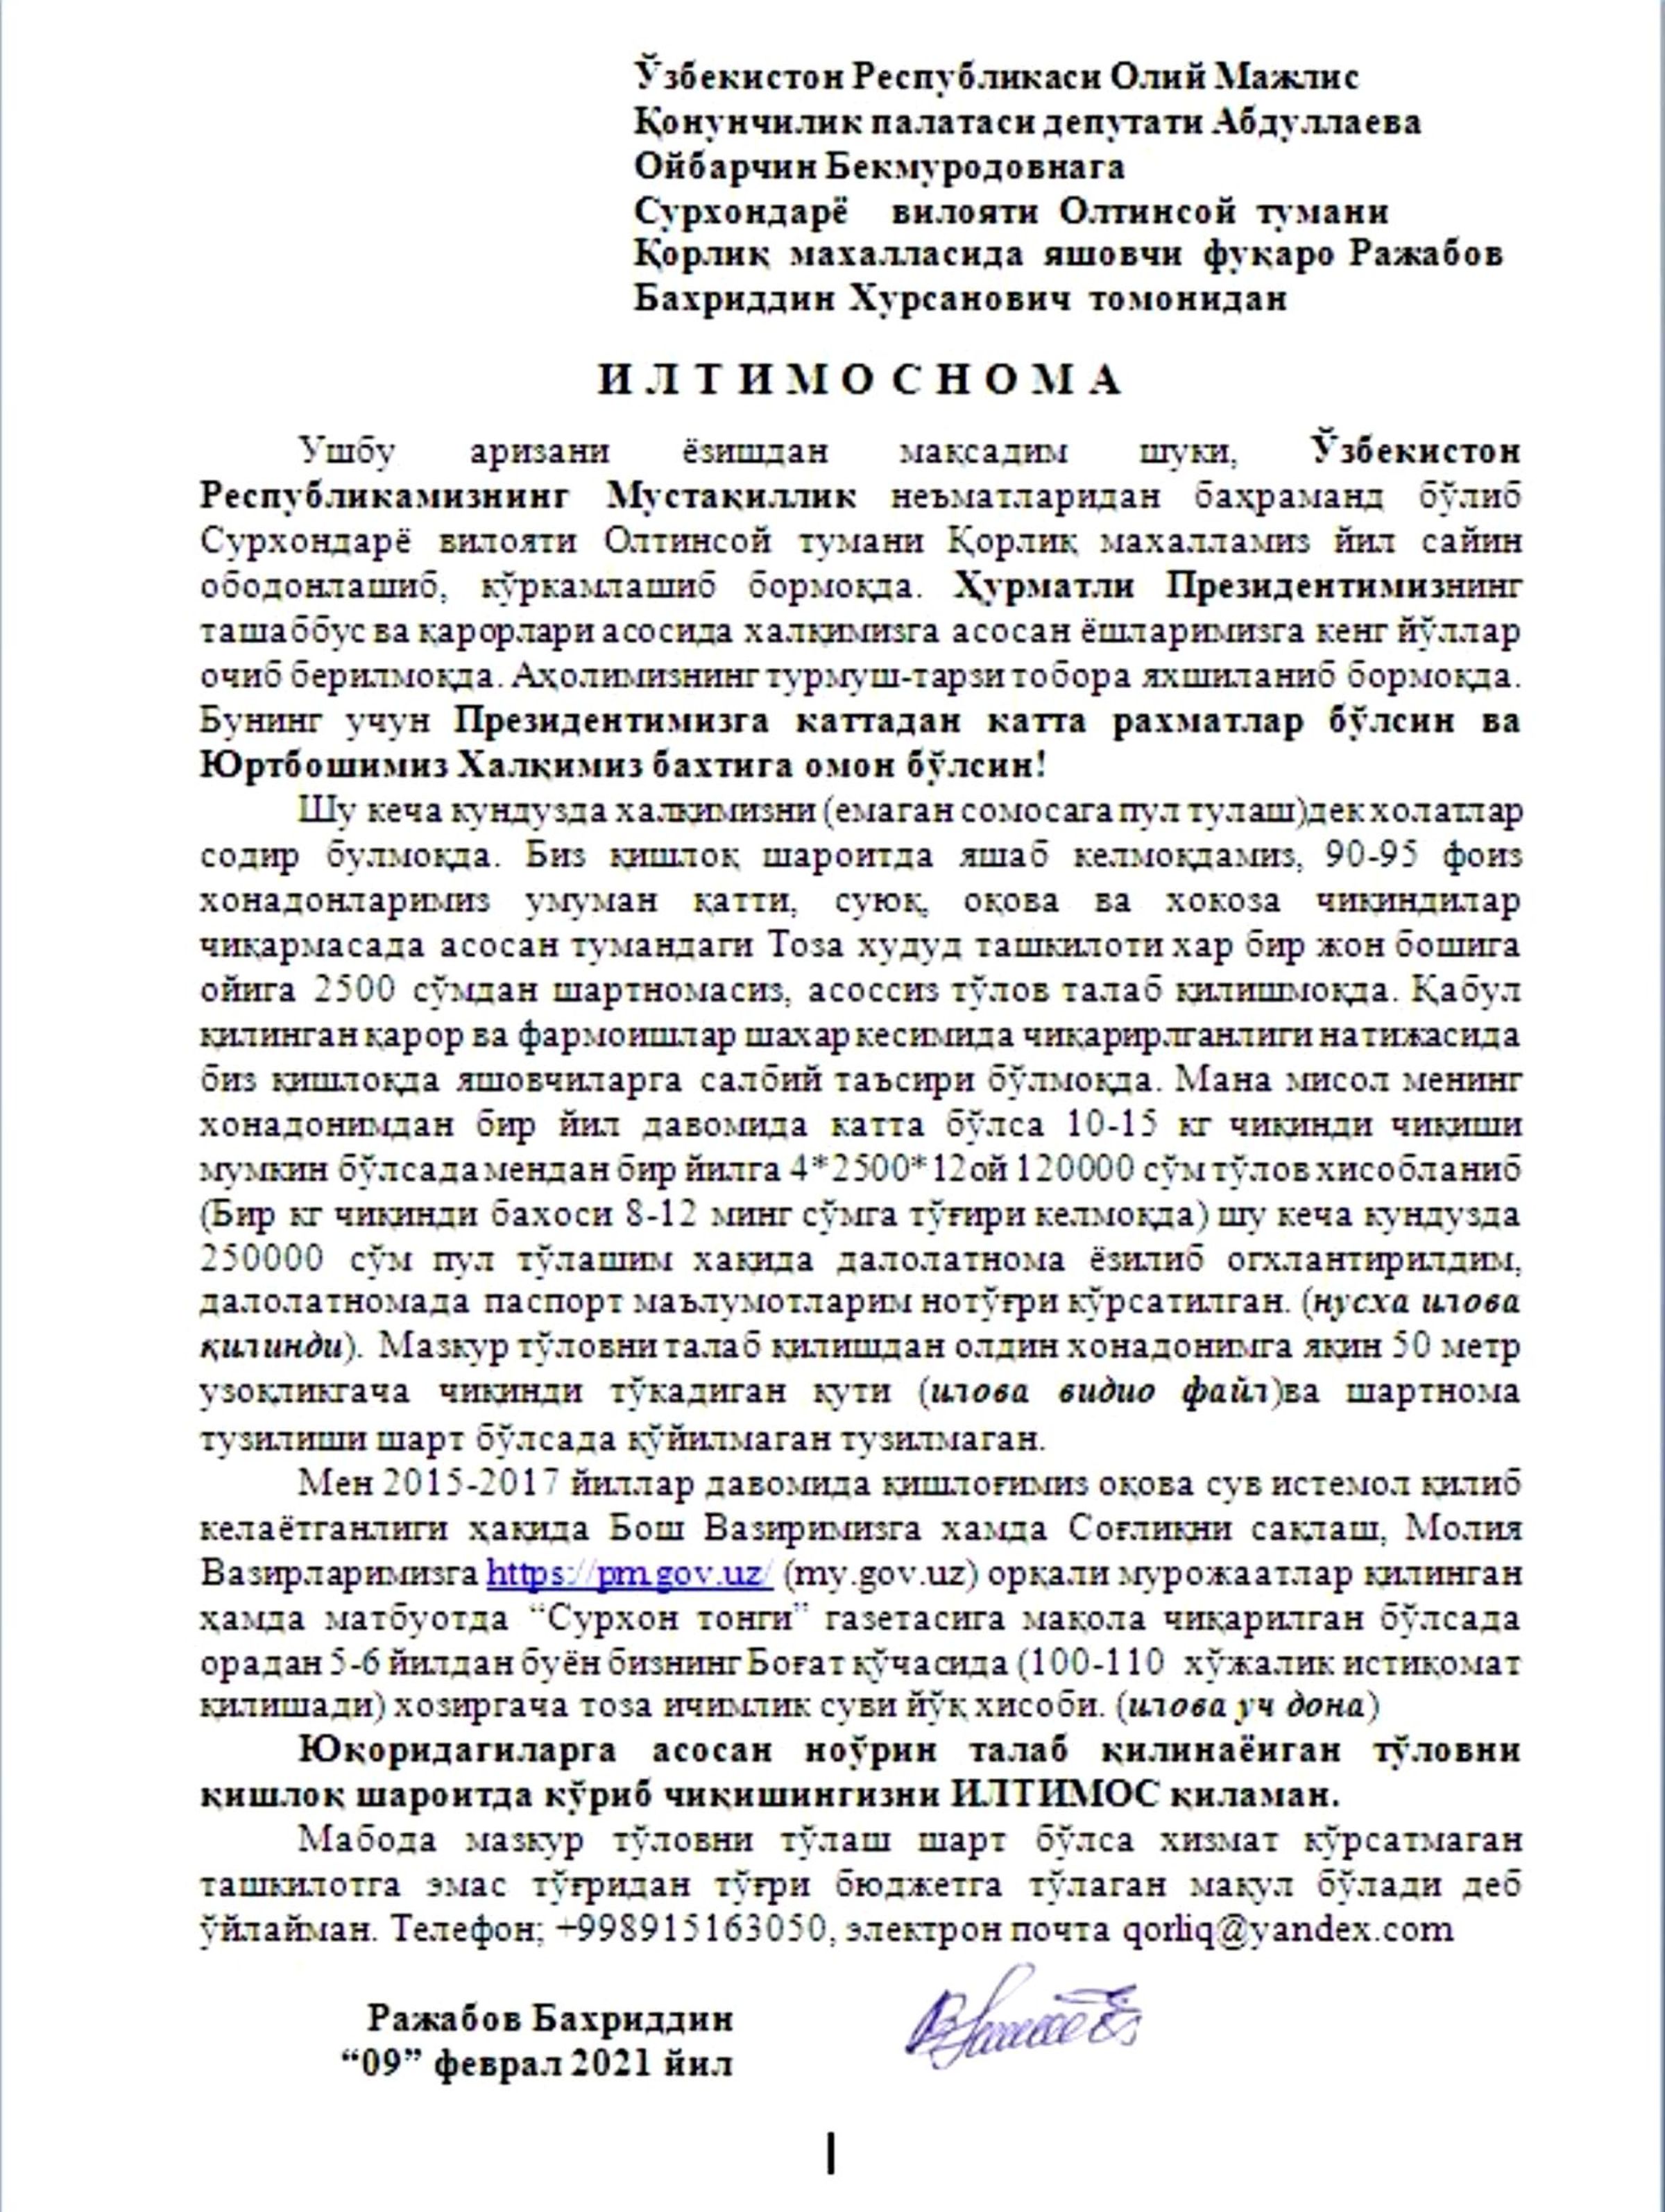 Ўзбекистон Республикаси Олий Мажлис
Қонунчилик палатаси депутати Абдуллаева
Ойбарчин Бекмуродовнага
Сурхондарё вилояти Олтинсой тумани
Қорлиқ махалласида яшовчи фуқаро Ражабов
Бахриддин Хурсанович томонидан
И Л Т И М О С Н О М А
Ушбу аризани ёзишдан мақсадим шуки, Ўзбекистон
Республикамизнинг Мустақиллик неъматларидан баҳраманд бўлиб
Сурхондарё вилояти Олтинсой тумани Қорлиқ махалламиз йил сайин
ободонлашиб, кўркамлашиб бормоқда. Ҳурматли Президентимизнинг
ташаббус ва қарорлари асосида халқимизга асосан ёшларимизга кенг йўллар
очиб берилмоқда. Аҳолимизнинг турмуш-тарзи тобора яхшиланиб бормоқда.
Бунинг учун Президентимизга каттадан катта рахматлар бўлсин ва
Юртбошимиз Халқимиз бахтига омон бўлсин!
Шу кеча кундузда халқимизни (емаган сомосага пул тулаш)дек холатлар
содир булмоқда. Биз қишлоқ шароитда яшаб келмоқдамиз, 90-95 фоиз
хонадонларимиз умуман қатти, суюқ, оқова ва хокоза чиқиндилар
чиқармасада асосан тумандаги Тоза худуд ташкилоти хар бир жон бошига
ойига 2500 сўмдан шартномасиз, асоссиз тўлов талаб қилишмоқда. Қабул
қилинган қарор ва фармоишлар шахар кесимида чиқарирлганлиги натижасида
биз қишлоқда яшовчиларга салбий таъсири бўлмоқда. Мана мисол менинг
хонадонимдан бир йил давомида катта бўлса 10-15 кг чиқинди чиқиши
мумкин бўлсада мендан бир йилга 4*2500*12ой 120000 сўм тўлов хисобланиб
(Бир кг чиқинди бахоси 8-12 минг сўмга тўғири келмоқда) шу кеча кундузда
250000 сўм пул тўлашим хақида далолатнома ёзилиб огхлантирилдим,
далолатномада паспорт маълумотларим нотўғри кўрсатилган. (нусха илова
қилинди). Мазкур тўловни талаб қилишдан олдин хонадонимга яқин 50 метр
узоқликгача чиқинди тўкадиган қути (илова видио файл)ва шартнома
тузилиши шарт бўлсада қўйилмаган тузилмаган.
Мен 2015-2017 йиллар давомида қишлоғимиз оқова сув истемол қилиб
келаётганлиги ҳақида Бош Вазиримизга хамда Соғлиқни сақлаш, Молия
Вазирларимизга https://pm.gov.uz/ (my.gov.uz) орқали мурожаатлар қилинган
ҳамда матбуотда “Сурхон тонги” газетасига мақола чиқарилган бўлсада
орадан 5-6 йилдан буён бизнинг Боғат кўчасида (100-110 хўжалик истиқомат
қилишади) хозиргача тоза ичимлик суви йўқ хисоби. (илова уч дона)
Юқоридагиларга асосан ноўрин талаб қилинаёиган тўловни
қишлоқ шароитда кўриб чиқишингизни ИЛТИМОС қиламан.
Мабода мазкур тўловни тўлаш шарт бўлса хизмат кўрсатмаган
ташкилотга эмас тўғридан тўғри бюджетга тўлаган мақул бўлади деб
ўйлайман. Телефон; +998915163050, электрон почта qorliq@yandex.com
Ражабов Бахриддин
“09” феврал 2021 йил